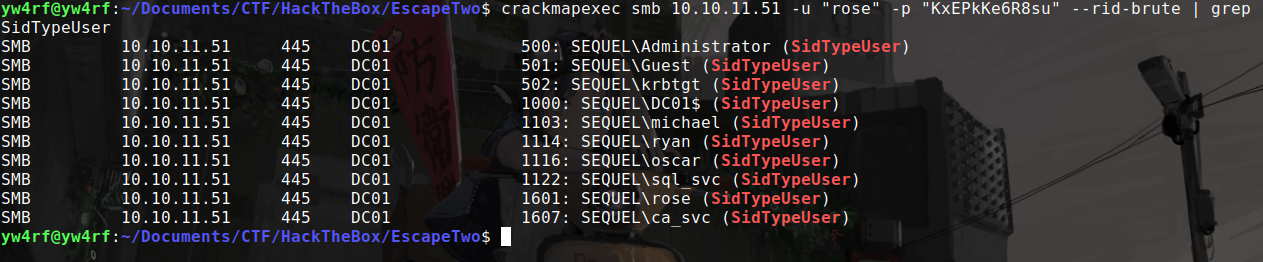 yw4rf@yw4rf:~/Documents/CTF/HackTheBox/EscapeTwo$ crackmapexec smb 10.10.11.51 -u "rose" -p "KxEPkKe6R8su" --rid-brute | grep
SidTypeUser
SMB 10.10.11.51 445 DC01 500: SEQUEL\Administrator (SidTypeUser)
SMB 10.10.11.51 445 DC01 501: SEQUEL\Guest (SidTypeUser)
SMB 10.10.11.51 445 DC01 502: SEQUEL\krbtgt (SidTypeUser)
SMB 10.10.11.51 445 DC01 1000: SEQUEL\DC01$ (SidTypeUser)
SMB 10.10.11.51 445 DC01 1103: SEQUEL\michael (SidTypeUser)
SMB 10.10.11.51 445 DC01 1114: SEQUEL\ryan (SidTypeUser)
SMB 10.10.11.51 445 DC01 1116: SEQUEL\oscar (SidTypeUser)
SMB 10.10.11.51 445 DC01 1122: SEQUEL\sql_svc (SidTypeUser)
SMB 10.10.11.51 445 DC01 1601: SEQUEL\rose (SidTypeUser)
SMB 10.10.11.51 445 DC01 1607: SEQUEL\ca_svc (SidTypeUser)
yw4rf@yw4rf:~/Documents/CTF/HackTheBox/EscapeTwo$
防衛